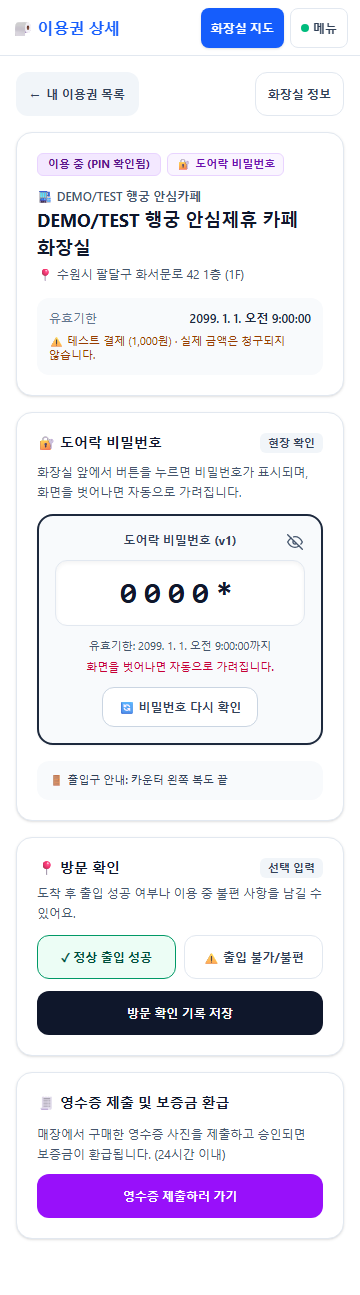 이용권 상세
화장실 지도
메뉴
← 내 이용권 목록
화장실 정보
이용 중 (PIN 확인됨)
도어락 비밀번호
DEMO/TEST 행궁 안심카페
DEMO/TEST 행궁 안심제휴 카페
화장실
수원시 팔달구 화서문로 42 1층 (1F)
유효기한
2099. 1. 1. 오전 9:00:00
테스트 결제 (1,000원) · 실제 금액은 청구되지
않습니다.
도어락 비밀번호
현장 확인
화장실 앞에서 버튼을 누르면 비밀번호가 표시되며,
화면을 벗어나면 자동으로 가려집니다.
도어락 비밀번호 (v1)
0000*
유효기한: 2099. 1. 1. 오전 9:00:00까지
화면을 벗어나면 자동으로 가려집니다.
비밀번호 다시 확인
출입구 안내: 카운터 왼쪽 복도 끝
방문 확인
선택 입력
도착 후 출입 성공 여부나 이용 중 불편 사항을 남길 수
있어요.
✓ 정상 출입 성공
출입 불가/불편
방문 확인 기록 저장
영수증 제출 및 보증금 환급
매장에서 구매한 영수증 사진을 제출하고 승인되면
보증금이 환급됩니다. (24시간 이내)
영수증 제출하러 가기